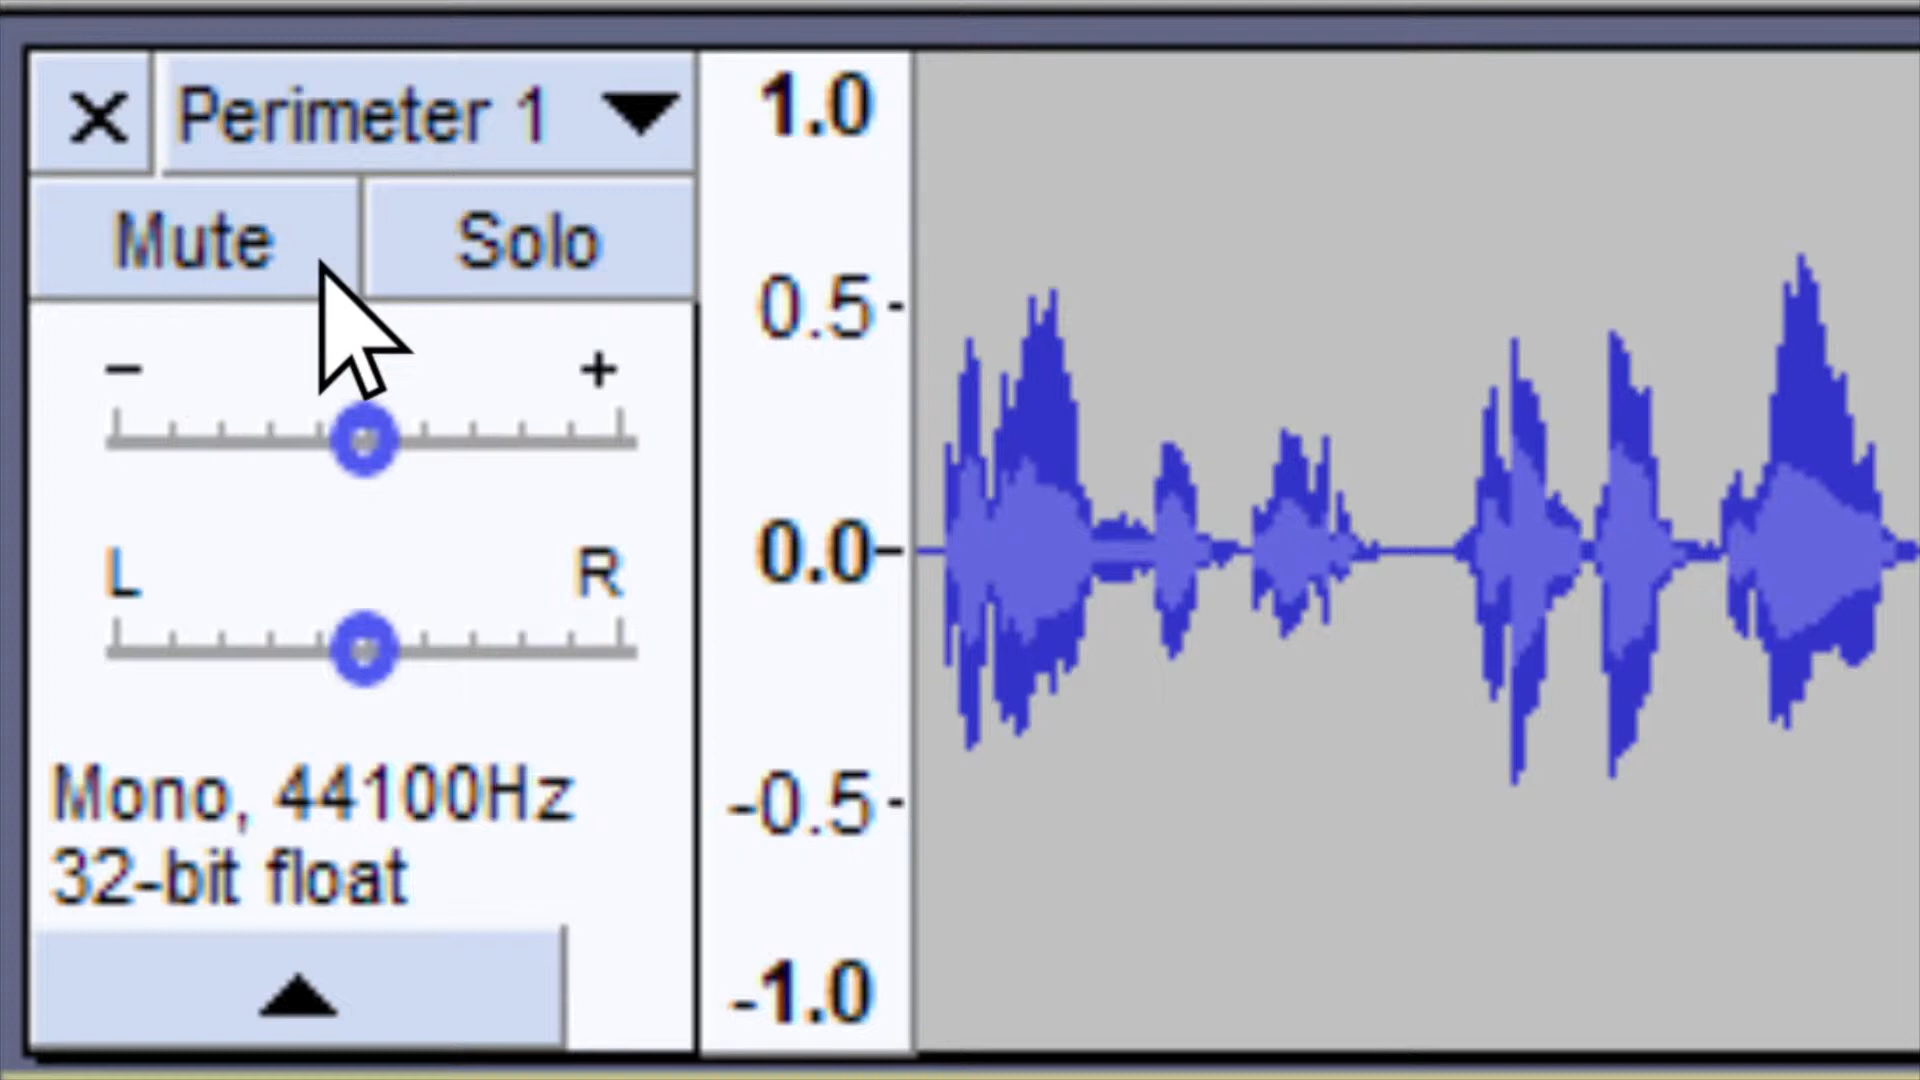 Perimeter 1
Mute Solo
- +
L R
Mono, 44100Hz
32-bit float
1.0
0.5
0.0
-0.5
-1.0